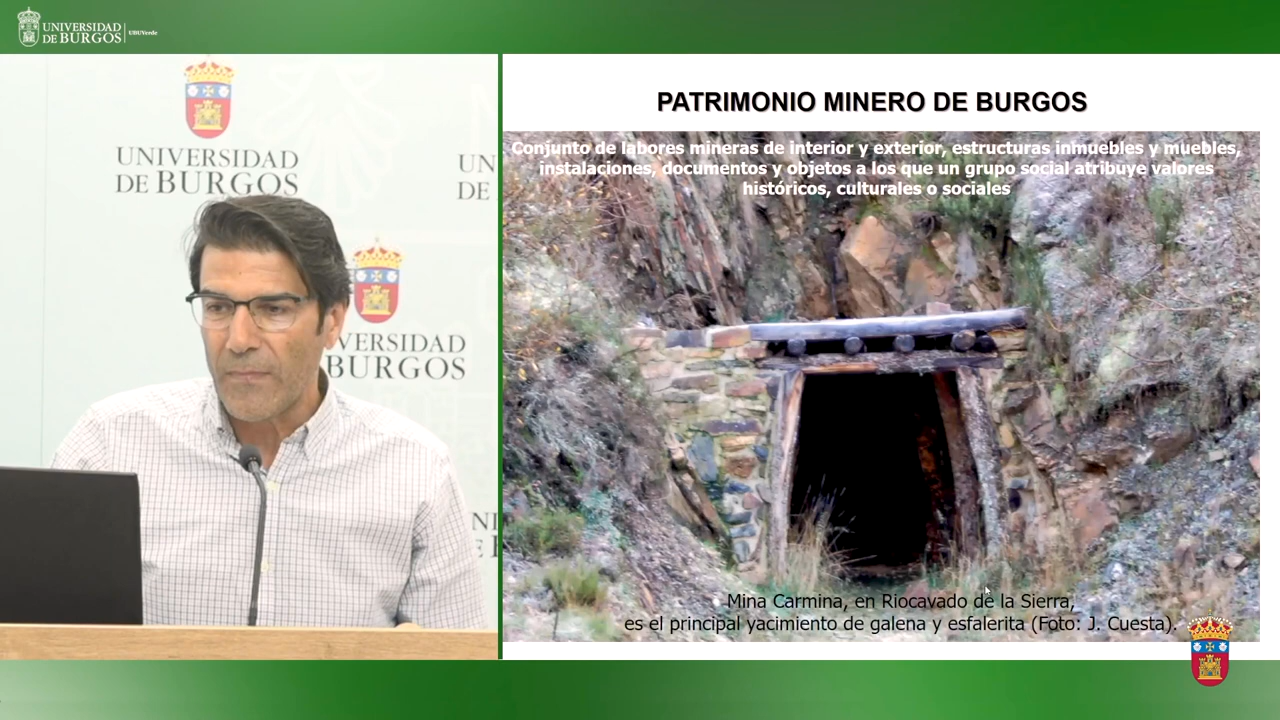 UNIVERSIDAD
DE BURGOS
UBUVerde
UNIVERSIDAD
DE BURGOS
UN
DE
VERSIDAD
BURGOS
PATRIMONIO MINERO DE BURGOS
Conjunto de labores mineras de interior y exterior, estructuras inmuebles y muebles,
instalaciones, documentos y objetos a los que un grupo social atribuye valores
históricos, culturales o sociales
Mina Carmina, en Riocavado de la Sierra,
es el principal yacimiento de galena y esfalerita (Foto: J. Cuesta).